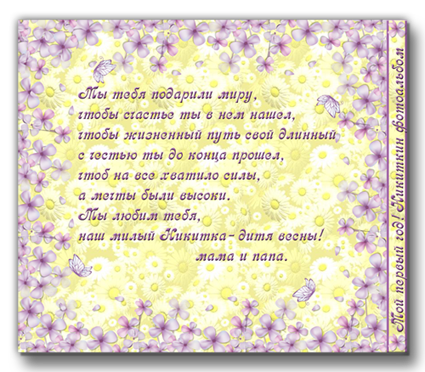 Мы тебя подарили миру,
чтобы счастье ты в нем нашел,
чтобы жизненный путь свой длинный
с честью ты до конца прошел,
чтоб на все хватило силы,
а мечты были высоки.
Мы любим тебя,
наш милый Никитка- дитя весны!
мама и папа.
Мой первый год! Никиткин фотоальбом